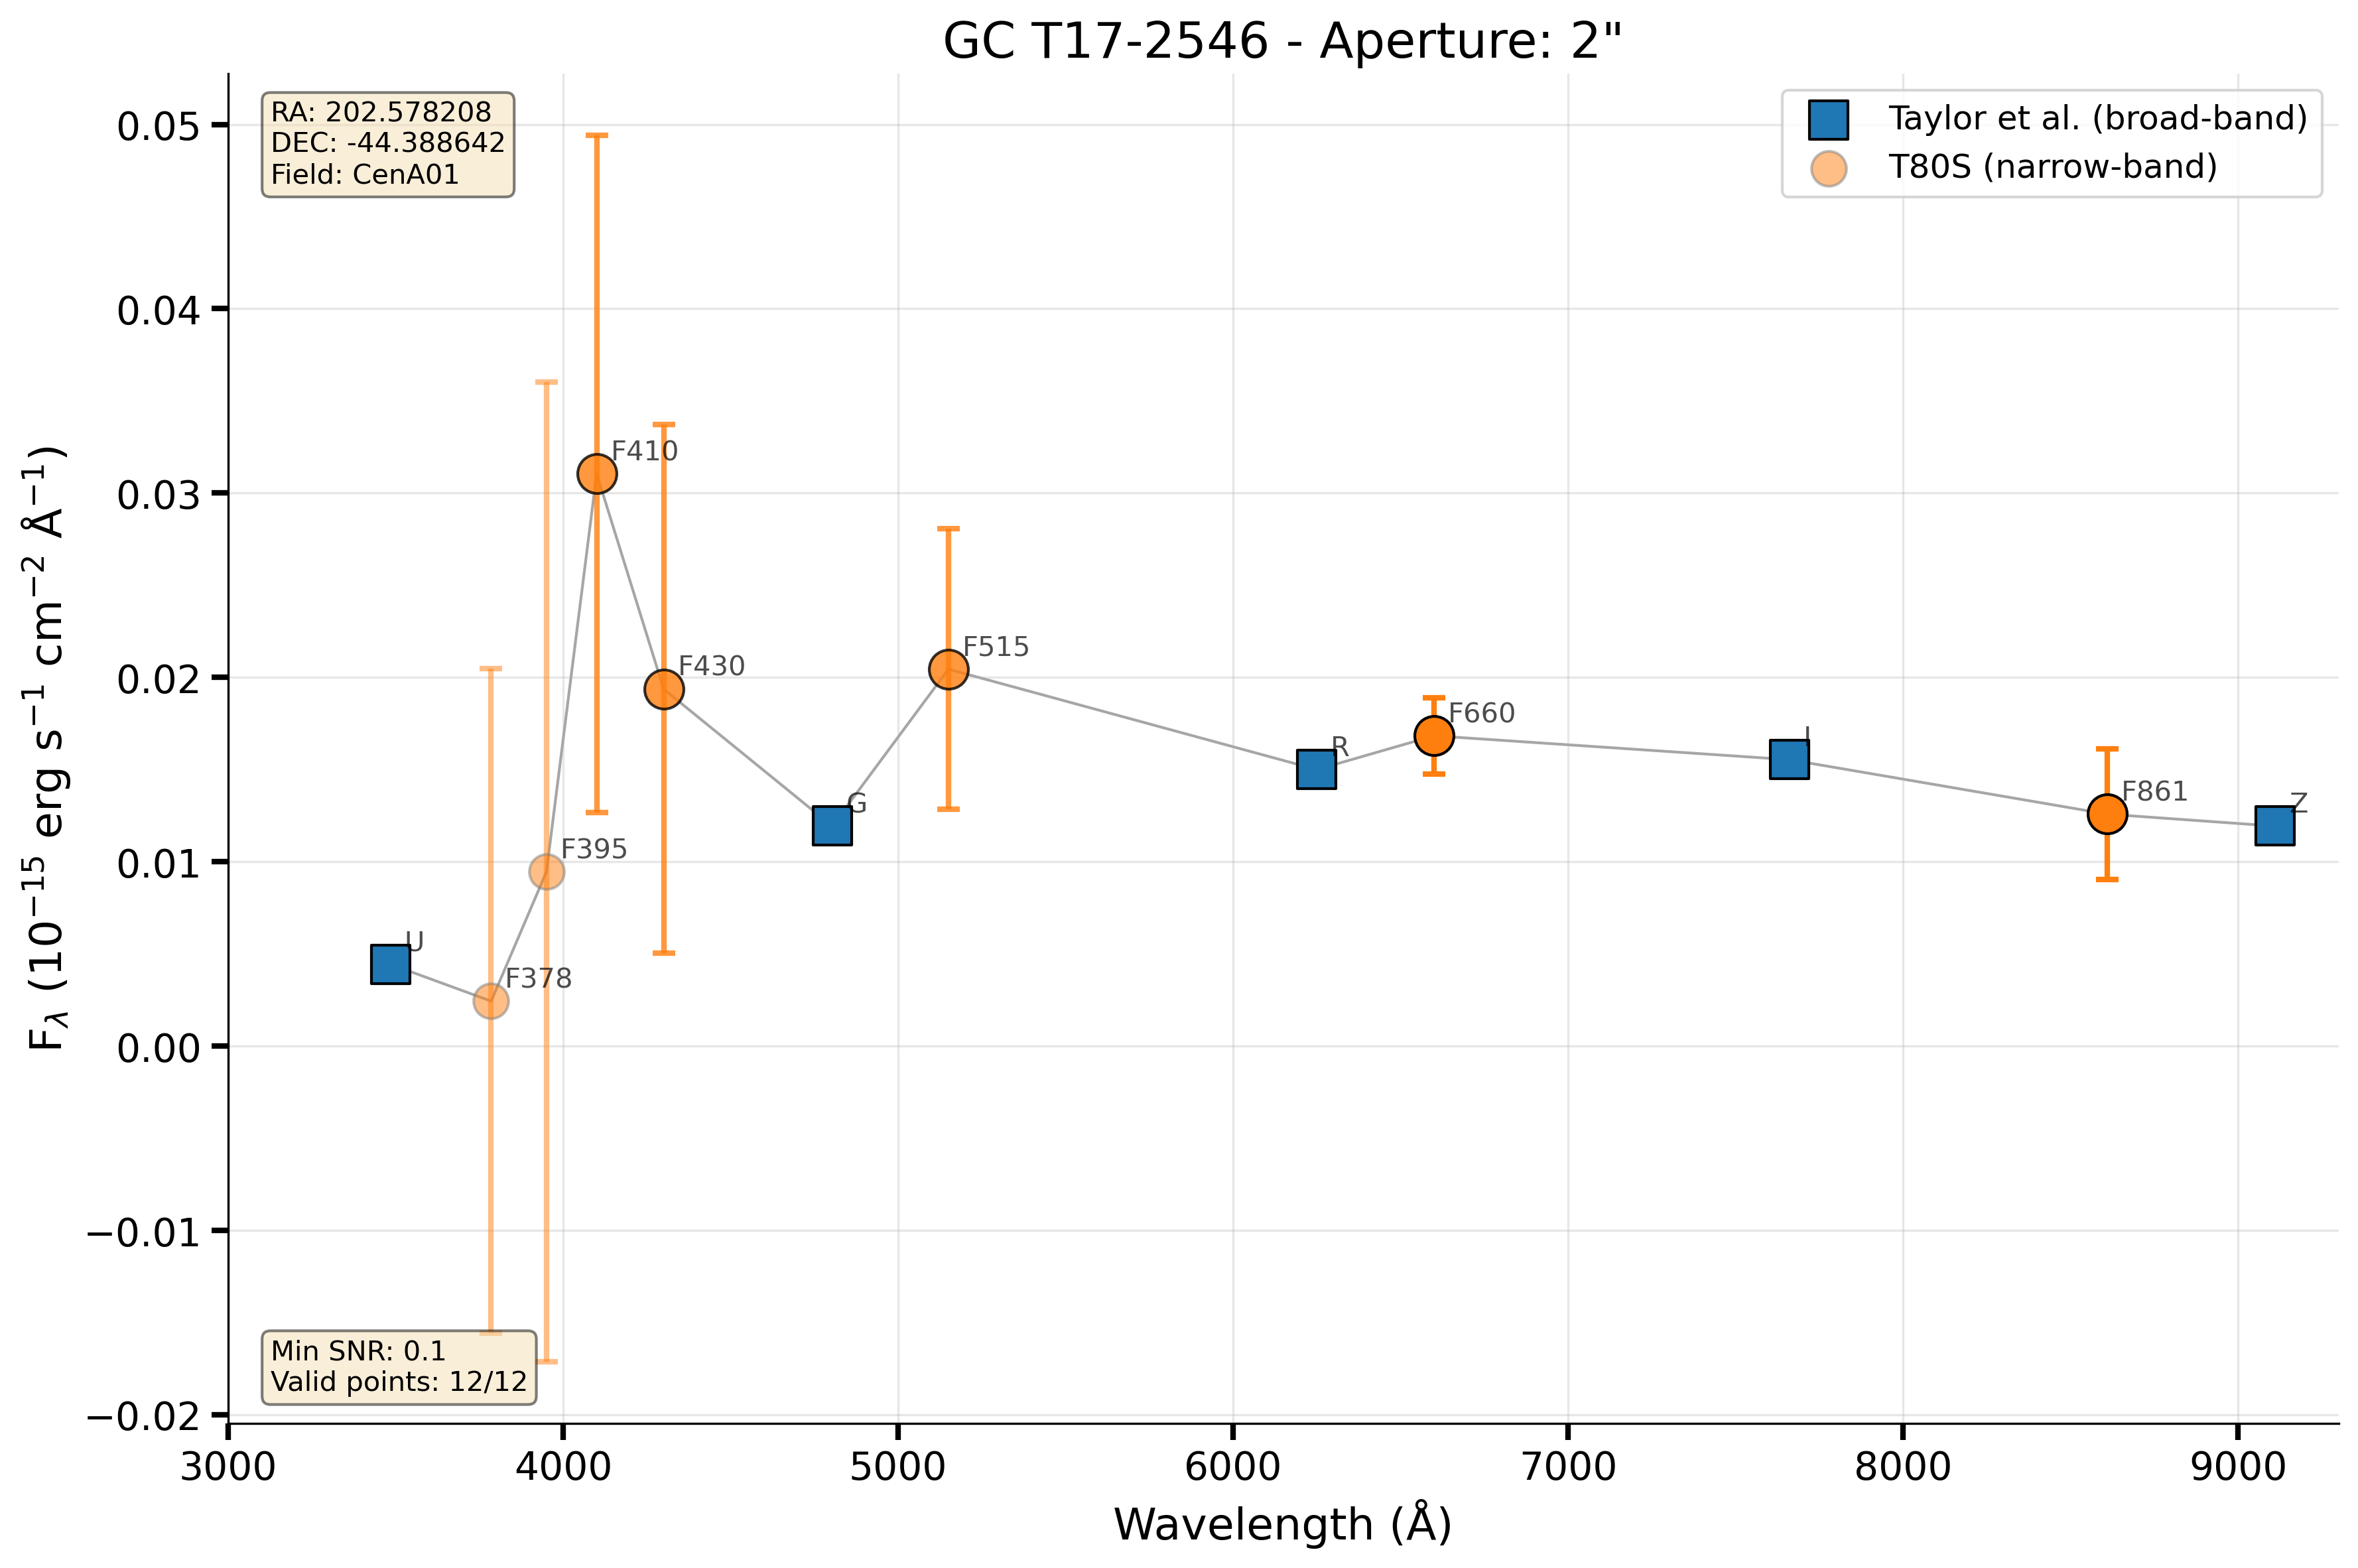 GC T17-2546 - Aperture: 2"
RA: 202.578208
DEC: -44.388642
Field: CenA01
Taylor et al. (broad-band)
T80S (narrow-band)
0.05
0.04
0.03
0.02
0.01
0.00
−0.01
−0.02
F$_{λ}$ (10$^{−15}$ erg s$^{−1}$ cm$^{−2}$ Å$^{−1}$)
U
F378
F395
F410
F430
G
F515
R
F660
I
F861
Z
Min SNR: 0.1
Valid points: 12/12
3000 4000 5000 6000 7000 8000 9000
Wavelength (Å)